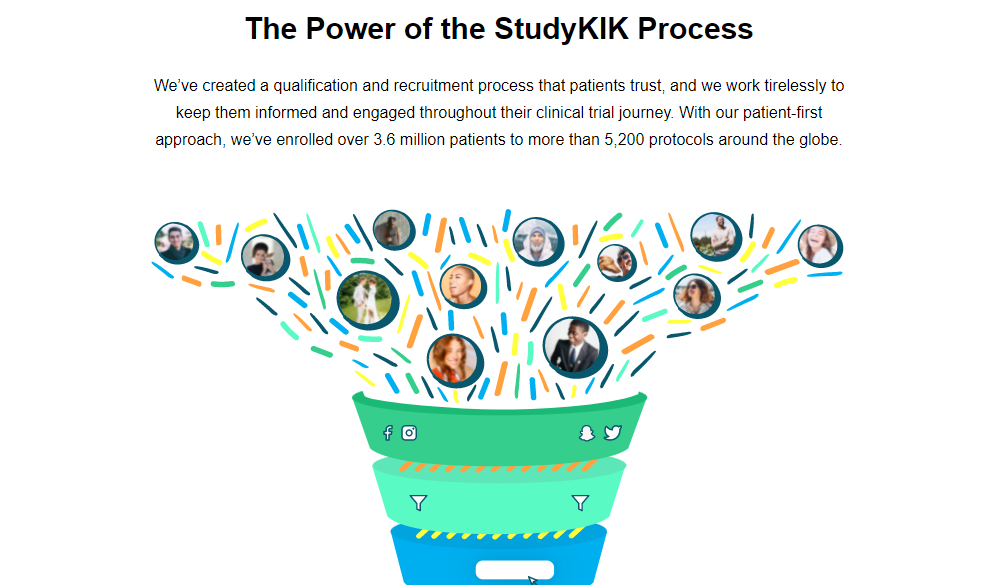 The Power of the StudyKIK Process
We’ve created a qualification and recruitment process that patients trust, and we work tirelessly to
keep them informed and engaged throughout their clinical trial journey. With our patient-first
approach, we’ve enrolled over 3.6 million patients to more than 5,200 protocols around the globe.